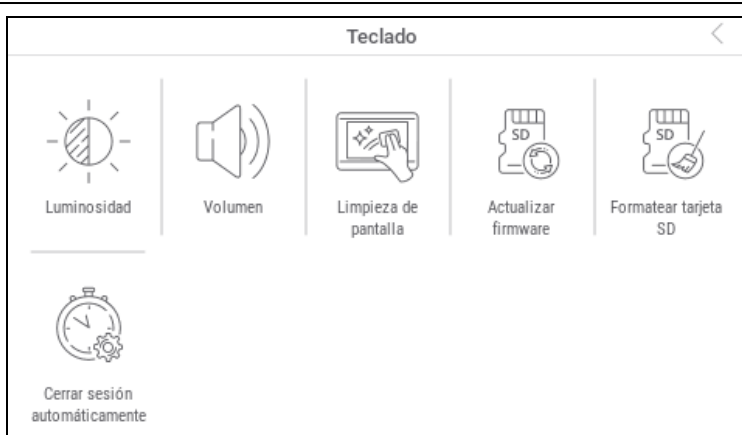 Teclado
SD
SD
Luminosidad
Volumen
Limpieza de
pantalla
Actualizar
firmware
Formatear tarjeta
SD
Cerrar sesión
automáticamente